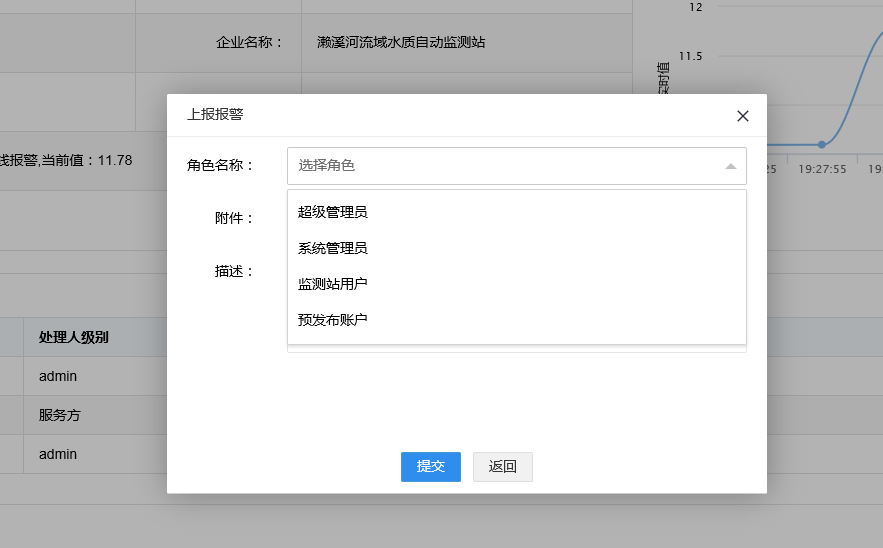 12
企业名称：
濑溪河流域水质自动监测站
11.5
实时值
上报报警
线报警,当前值：11.78
角色名称：
选择角色
25
19:27:55
19
附件：
超级管理员
系统管理员
描述：
监测站用户
预发布账户
处理人级别
admin
服务方
admin
提交
返回